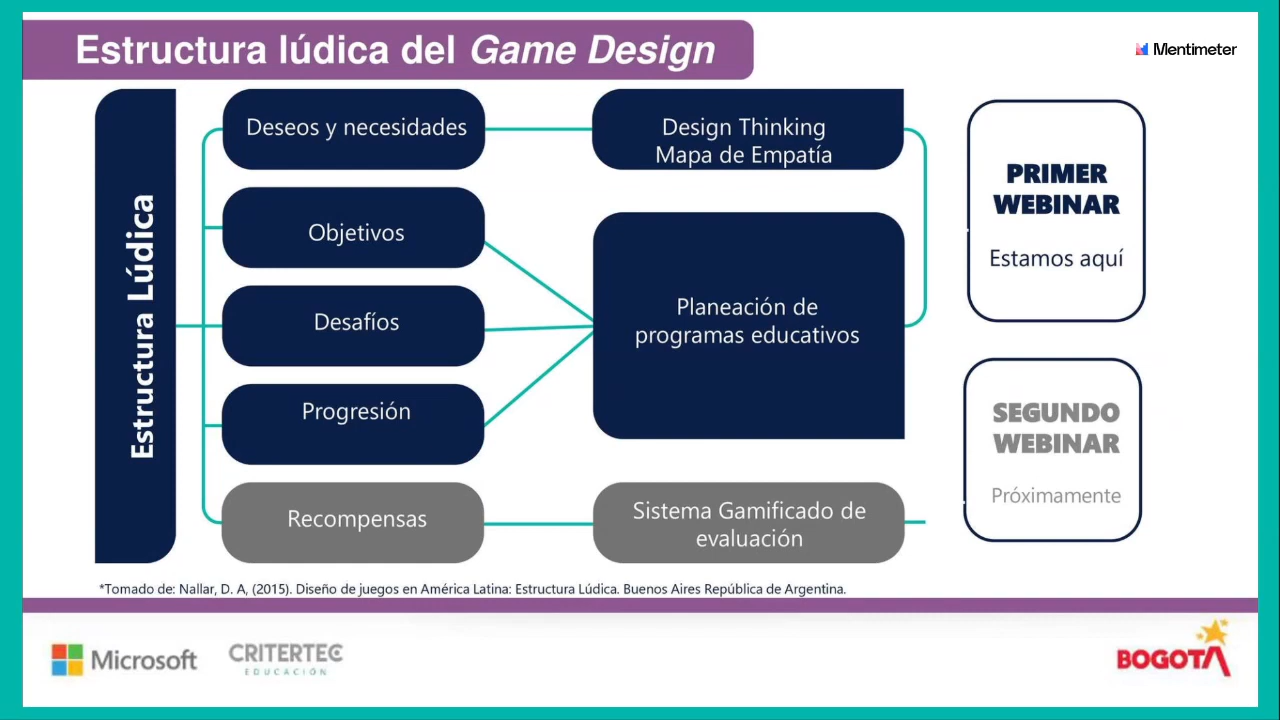 Estructura lúdica del Game Design
Mentimeter
Estructura Lúdica
Deseos y necesidades
Objetivos
Desafíos
Progresión
Recompensas
Design Thinking
Mapa de Empatía
Planeación de
programas educativos
Sistema Gamificado de
evaluación
PRIMER
WEBINAR
Estamos aquí
SEGUNDO
WEBINAR
Próximamente
*Tomado de: Nallar, D. A, (2015). Diseño de juegos en América Latina: Estructura Lúdica. Buenos Aires República de Argentina.
Microsoft
CRITERTEC
EDUCACIÓN
BOGOTA